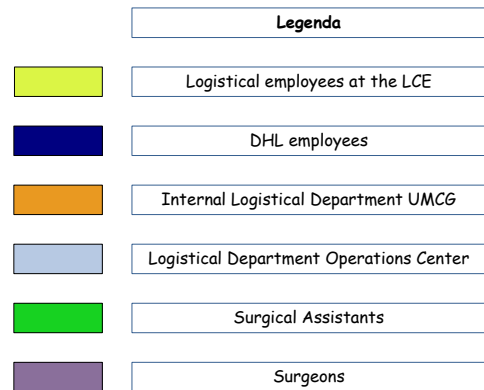 Legenda
Logistical employees at the LCE
DHL employees
Internal Logistical Department UMCG
Logistical Department Operations Center
Surgical Assistants
Surgeons